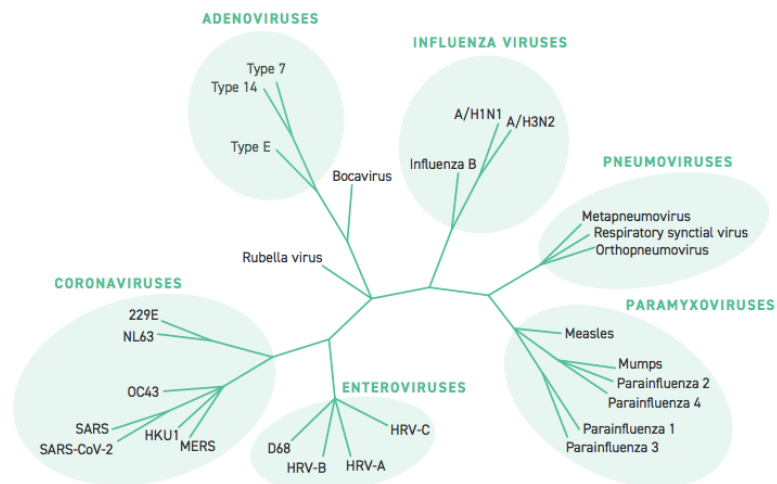 ADENOVIRUSES
Type 7
Type 14
Type E
Bocavirus
Rubella virus
INFLUENZA VIRUSES
A/H1N1
A/H3N2
Influenza B
PNEUMOVIRUSES
Metapneumovirus
Respiratory synctial virus
Orthopneumovirus
CORONAVIRUSES
229E
NL63
OC43
SARS
SARS-CoV-2
HKU1
MERS
ENTEROVIRUSES
HRV-C
D68
HRV-B
HRV-A
PARAMYXOVIRUSES
Measles
Mumps
Parainfluenza 2
Parainfluenza 4
Parainfluenza 1
Parainfluenza 3